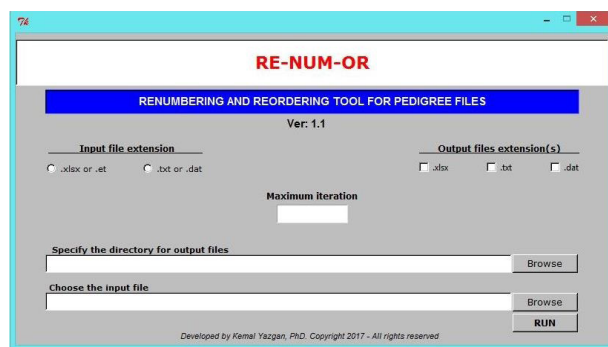 RE-NUM-OR
RENUMBERING AND REORDERING TOOL FOR PEDIGREE FILES
Ver: 1.1
Input file extension
Output files extension(s)
.xlsx or .et
.txt or .dat
.xlsx
.txt
.dat
Maximum iteration
Specify the directory for output files
Browse
Choose the input file
Browse
RUN
Developed by Kemal Yazgan, PhD. Copyright 2017 - All rights reserved